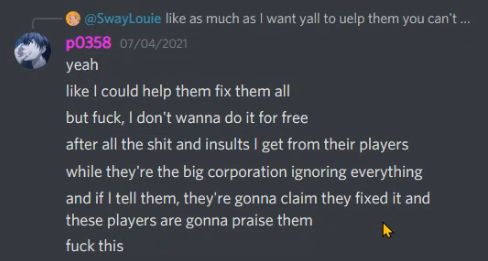 @SwayLouie like as much as I want yall to uelp them you can't ...
p0358 07/04/2021
yeah
like I could help them fix them all
but fuck, I don't wanna do it for free
after all the shit and insults I get from their players
while they're the big corporation ignoring everything
and if I tell them, they're gonna claim they fixed it and
these players are gonna praise them
fuck this